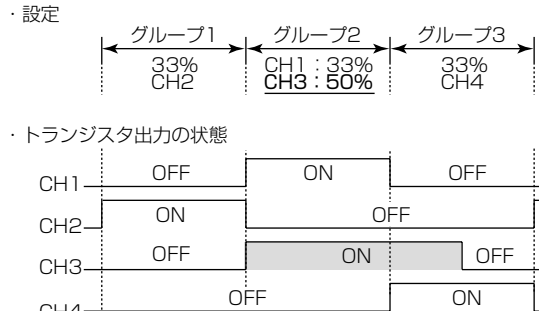 ・設定
グループ1 グループ2 グループ3
33% CH1：33% 33%
CH2 CH3：50% CH4
・トランジスタ出力の状態
CH1 OFF ON OFF
CH2 ON OFF
CH3 OFF ON OFF
CH4 OFF ON